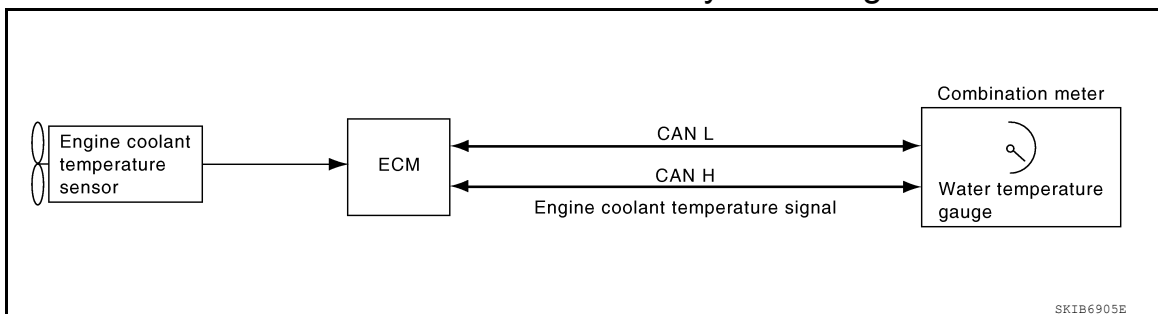 Combination meter
Engine coolant
temperature
sensor
ECM
CAN L
CAN H
Engine coolant temperature signal
Water temperature
gauge
SKIB6905E